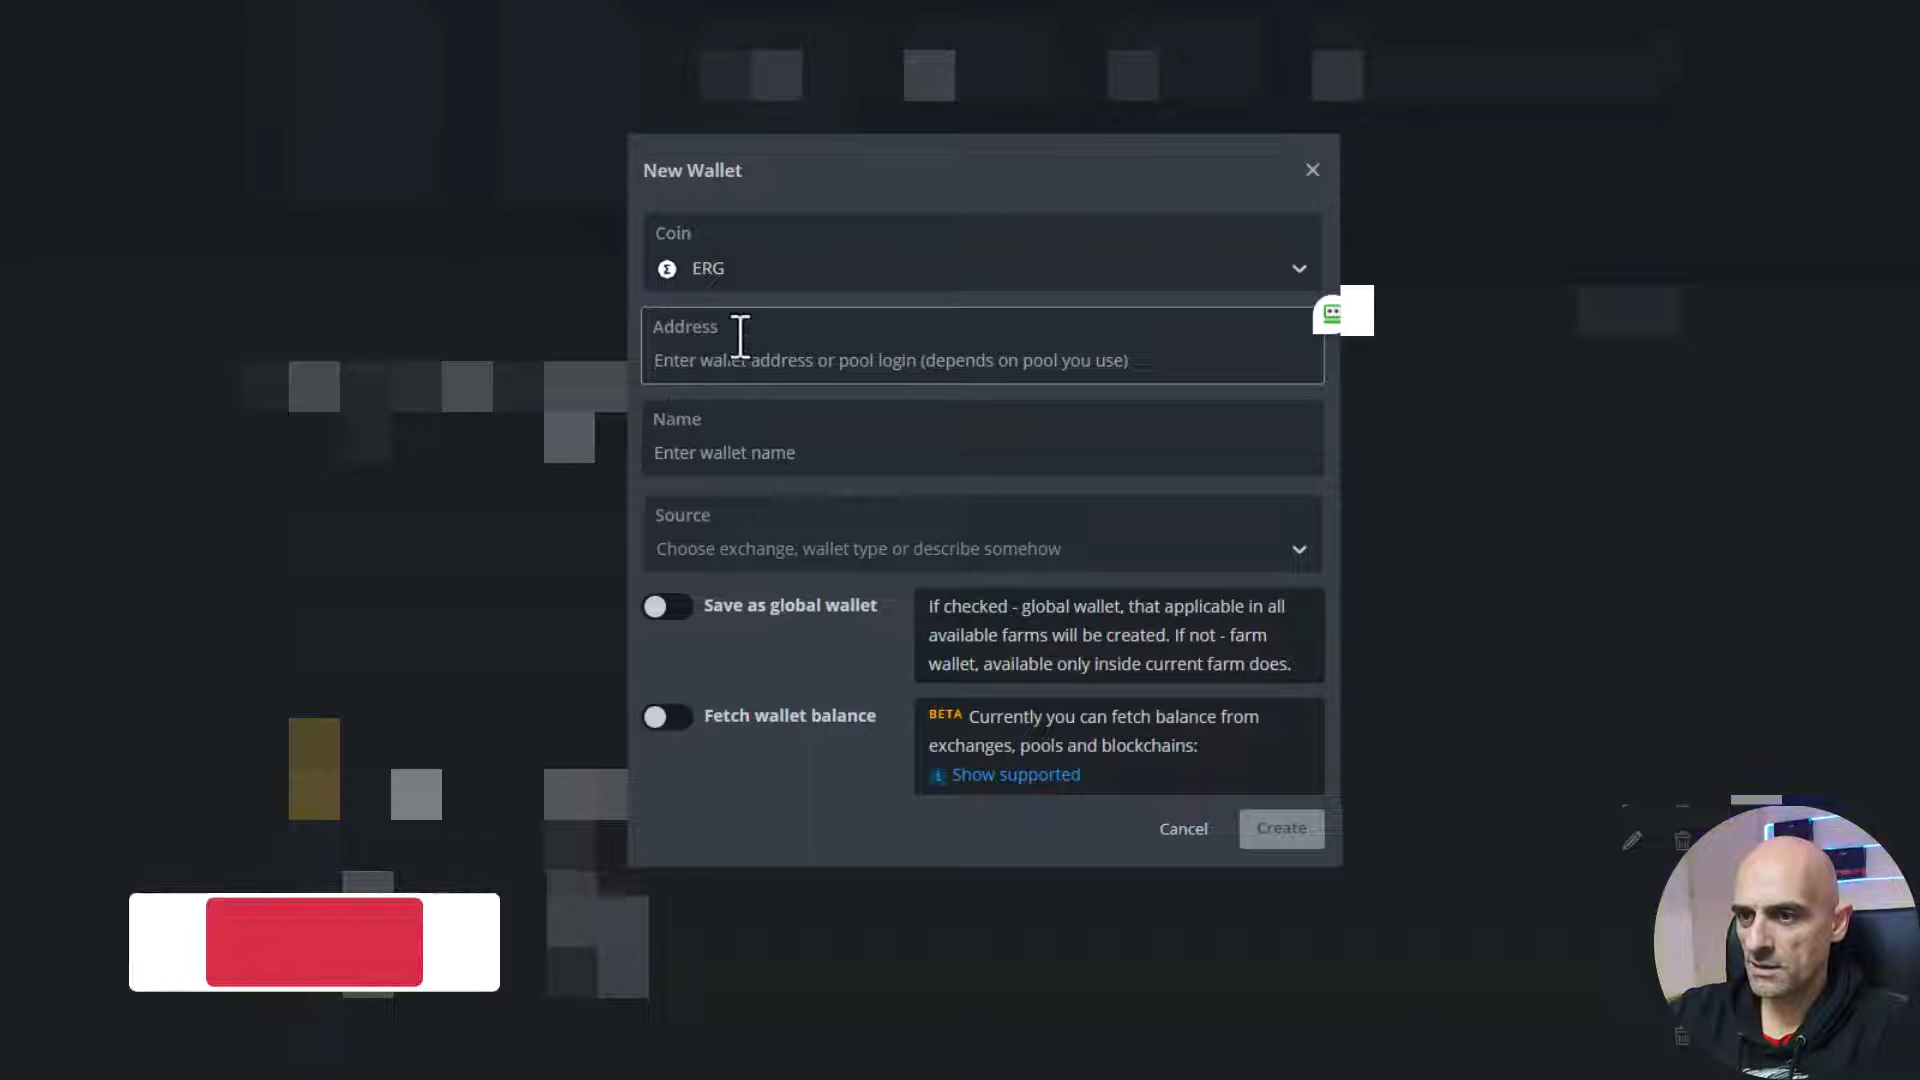 New Wallet
Coin
ERG
Address
Enter wallet address or pool login (depends on pool you use)
Name
Enter wallet name
Source
Choose exchange, wallet type or describe somehow
Save as global wallet
If checked - global wallet, that applicable in all
available farms will be created. If not - farm
wallet, available only inside current farm does.
Fetch wallet balance
BETA Currently you can fetch balance from
exchanges, pools and blockchains:
Show supported
Cancel
Create